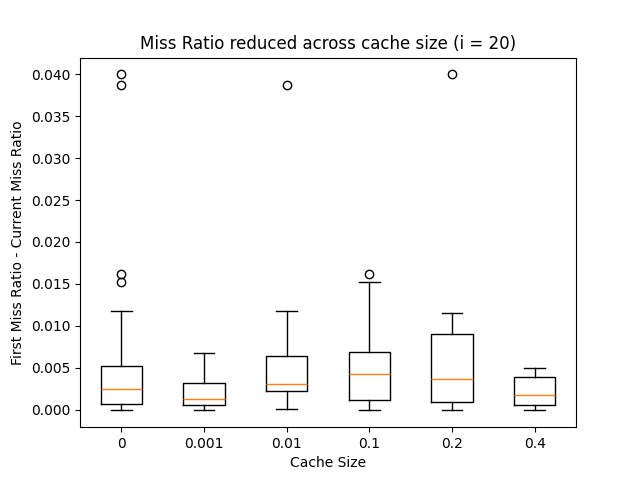 Miss Ratio reduced across cache size (i = 20)
First Miss Ratio - Current Miss Ratio
0.040
0.035
0.030
0.025
0.020
0.015
0.010
0.005
0.000
0 0.001 0.01 0.1 0.2 0.4
Cache Size